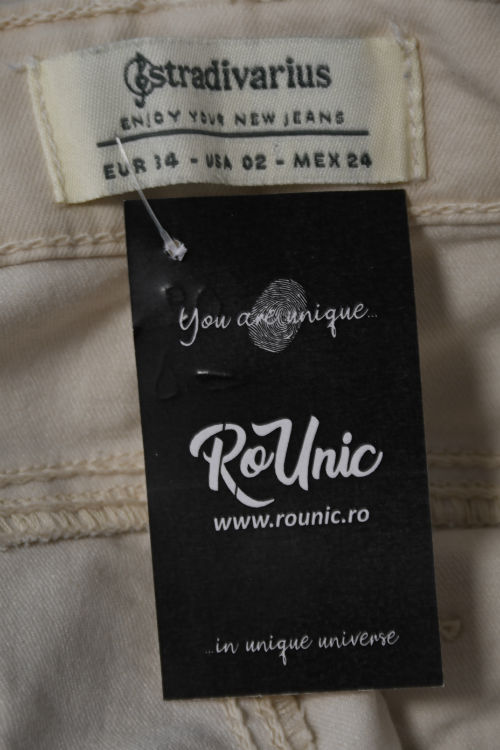 stradivarius
ENJOY YOUR NEW JEANS
EUR 34 - USA 02 - MEX 24
You are unique...
RoUnic
www.rounic.ro
...in unique universe